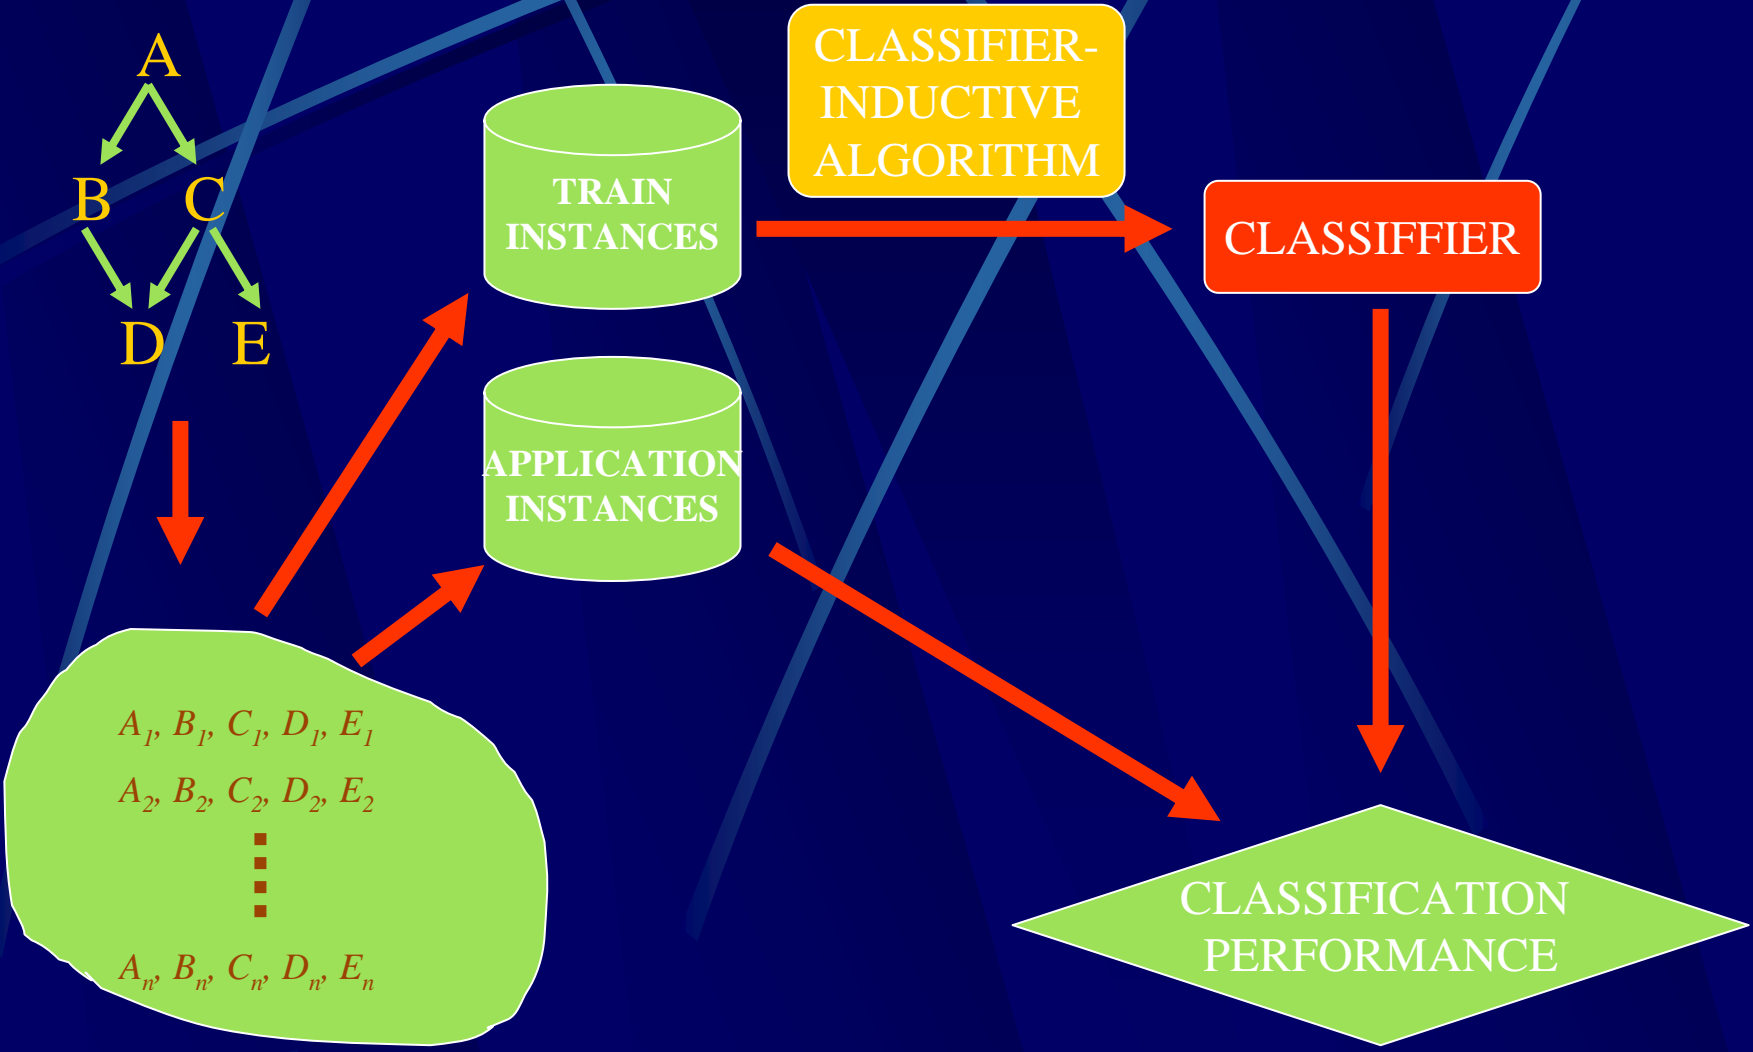 A
B C
D E
TRAIN
INSTANCES
APPLICATION
INSTANCES
CLASSIFIER-
INDUCTIVE
ALGORITHM
CLASSIFFIER
A₁, B₁, C₁, D₁, E₁
A₂, B₂, C₂, D₂, E₂
Aₙ, Bₙ, Cₙ, Dₙ, Eₙ
CLASSIFICATION
PERFORMANCE